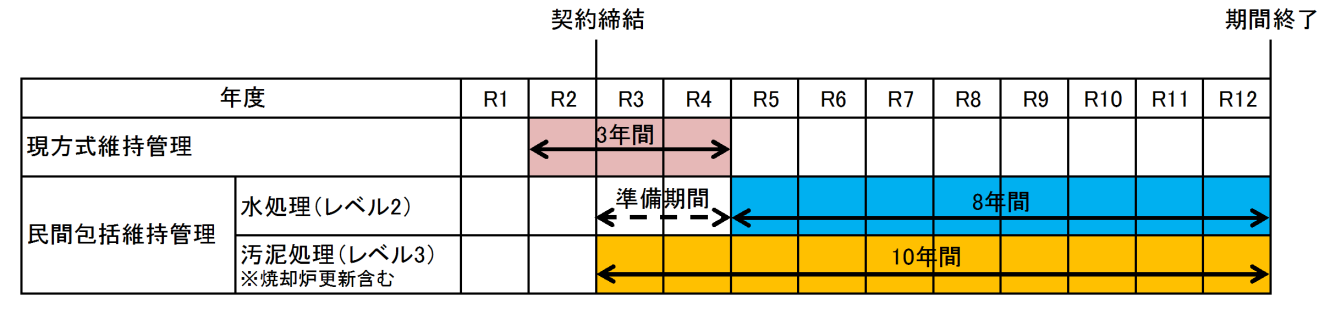 契約締結
期間終了
年度
R1
R2
R3
R4
R5
R6
R7
R8
R9
R10
R11
R12
現方式維持管理
3年間
民間包括維持管理
水処理(レベル2)
準備期間
8年間
汚泥処理(レベル3)
※焼却炉更新含む
10年間